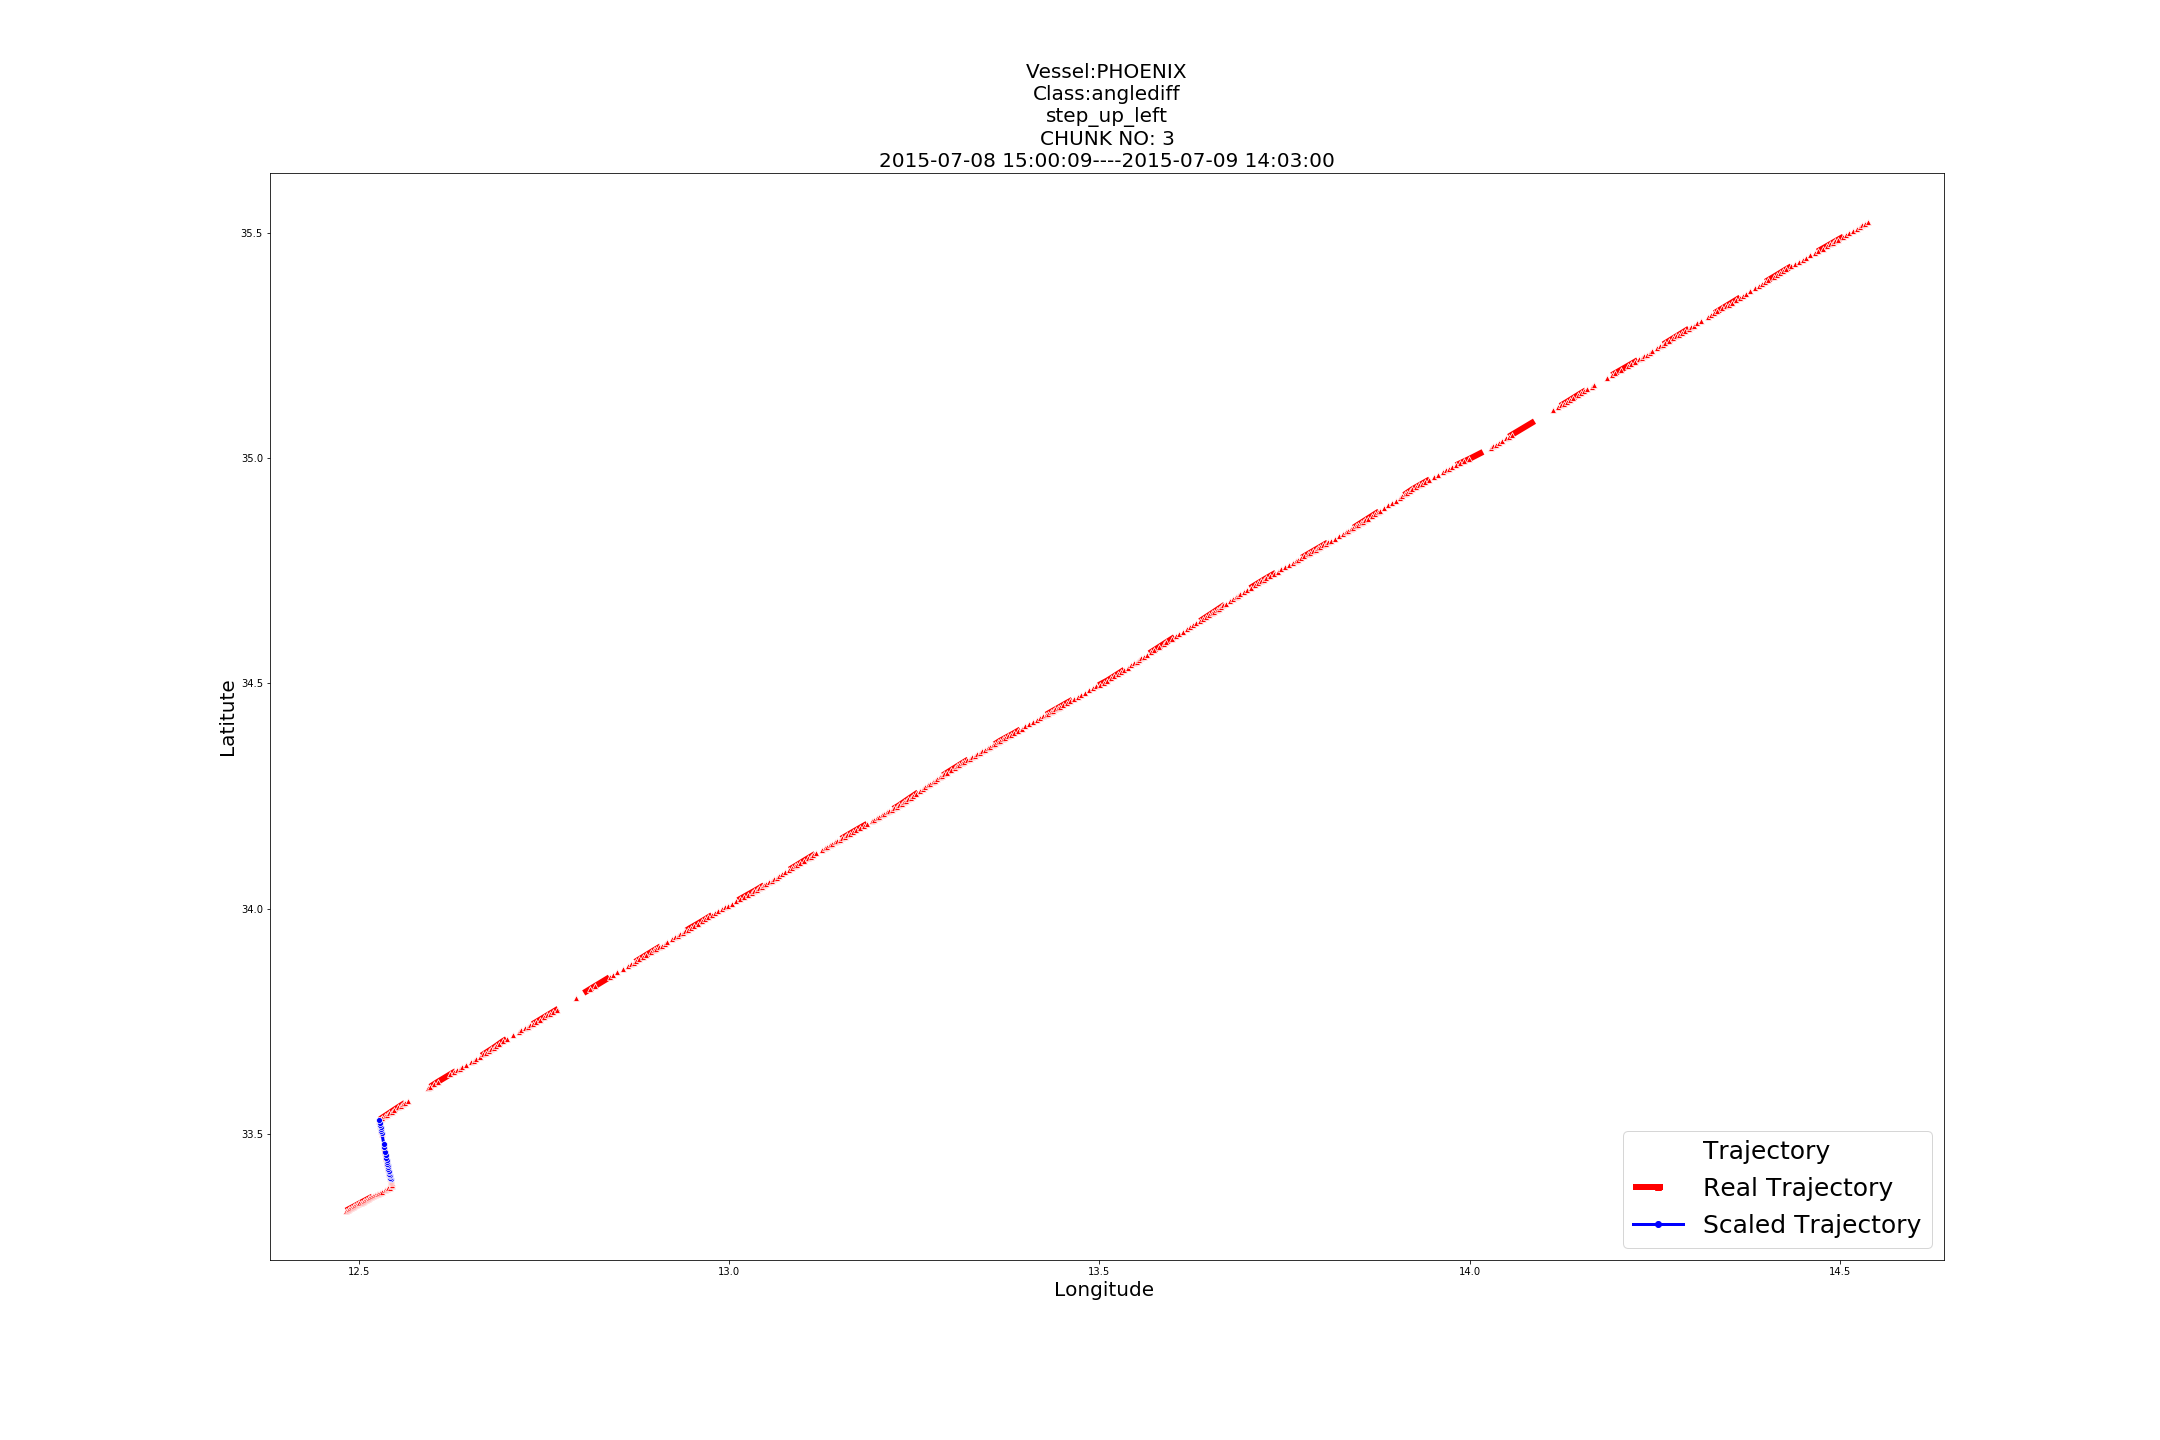 Vessel:PHOENIX
Class:anglediff
step_up_left
CHUNK NO: 3
2015-07-08 15:00:09----2015-07-09 14:03:00
35.5
35.0
34.5
34.0
33.5
Latitute
12.5 13.0 13.5 14.0 14.5
Longitude
Trajectory
Real Trajectory
Scaled Trajectory